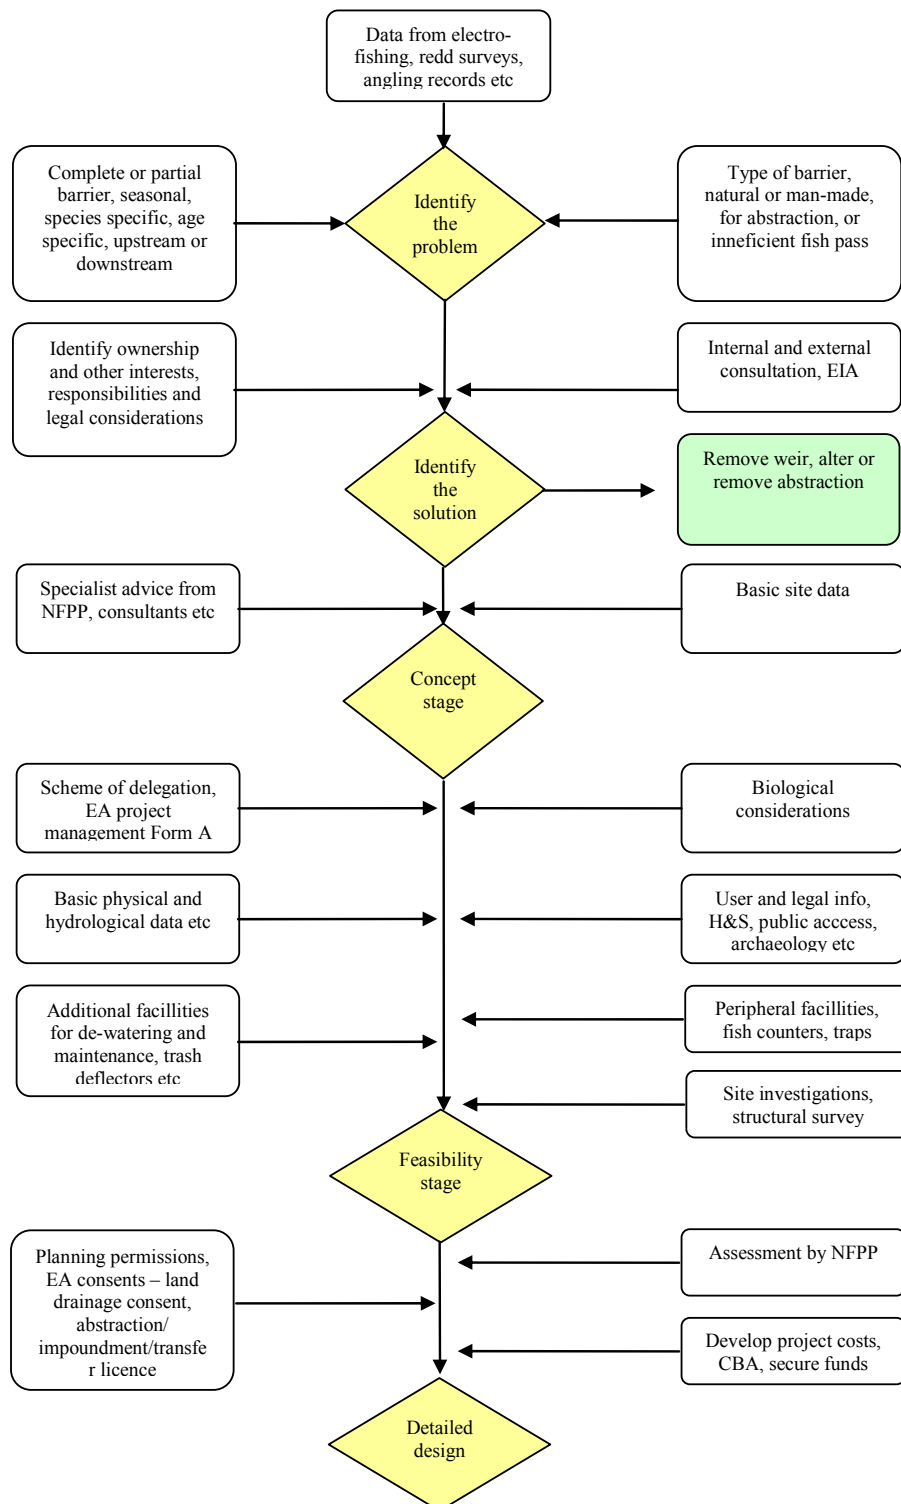 Data from electro-
fishing, redd surveys,
angling records etc
Complete or partial
barrier, seasonal,
species specific, age
specific, upstream or
downstream
Identify
the
problem
Type of barrier,
natural or man-made,
for abstraction, or
inneficient fish pass
Identify ownership
and other interests,
responsibilities and
legal considerations
Internal and external
consultation, EIA
Identify
the
solution
Remove weir, alter or
remove abstraction
Specialist advice from
NFPP, consultants etc
Basic site data
Concept
stage
Scheme of delegation,
EA project
management Form A
Biological
considerations
Basic physical and
hydrological data etc
User and legal info,
H&S, public acccess,
archaeology etc
Additional facillities
for de-watering and
maintenance, trash
deflectors etc
Peripheral facillities,
fish counters, traps
Site investigations,
structural survey
Feasibility
stage
Planning permissions,
EA consents – land
drainage consent,
abstraction/
impoundment/transfe
r licence
Assessment by NFPP
Develop project costs,
CBA, secure funds
Detailed
design